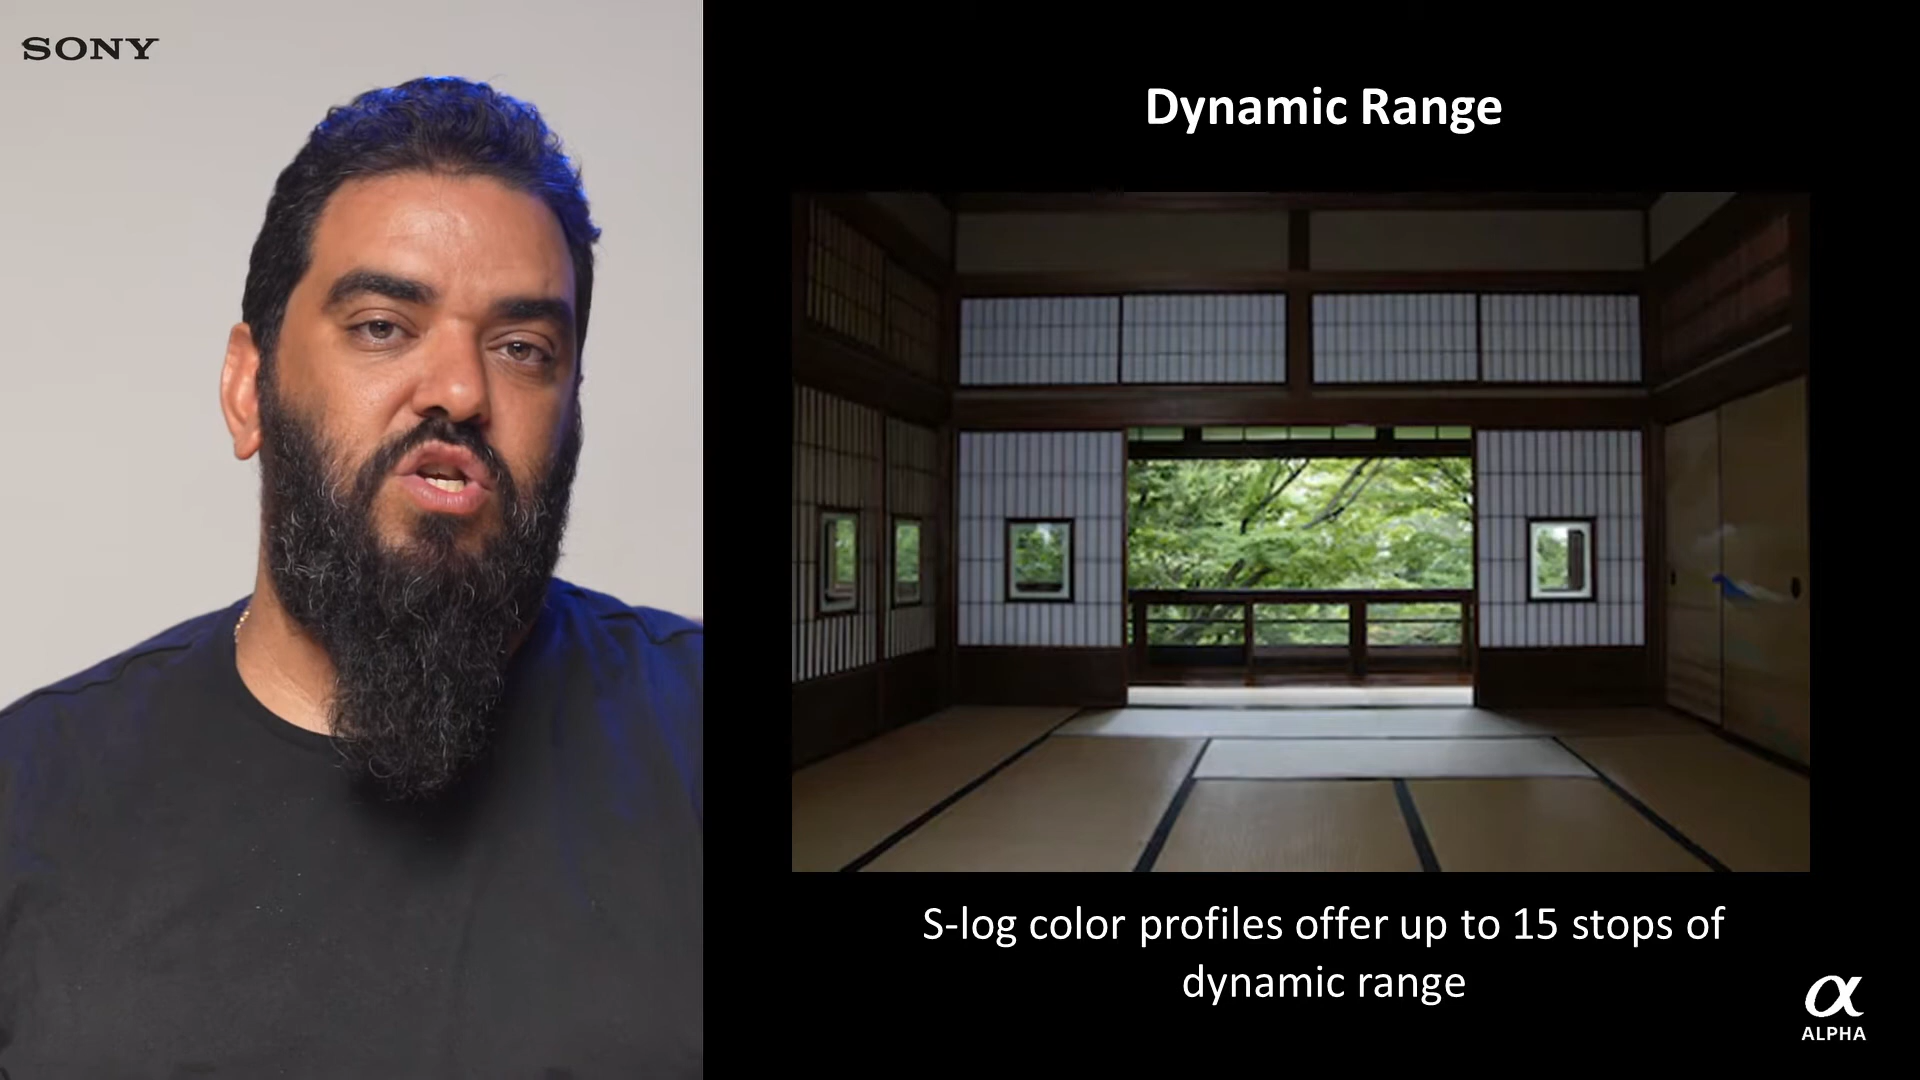 SONY
Dynamic Range
S-log color profiles offer up to 15 stops of
dynamic range
α
ALPHA